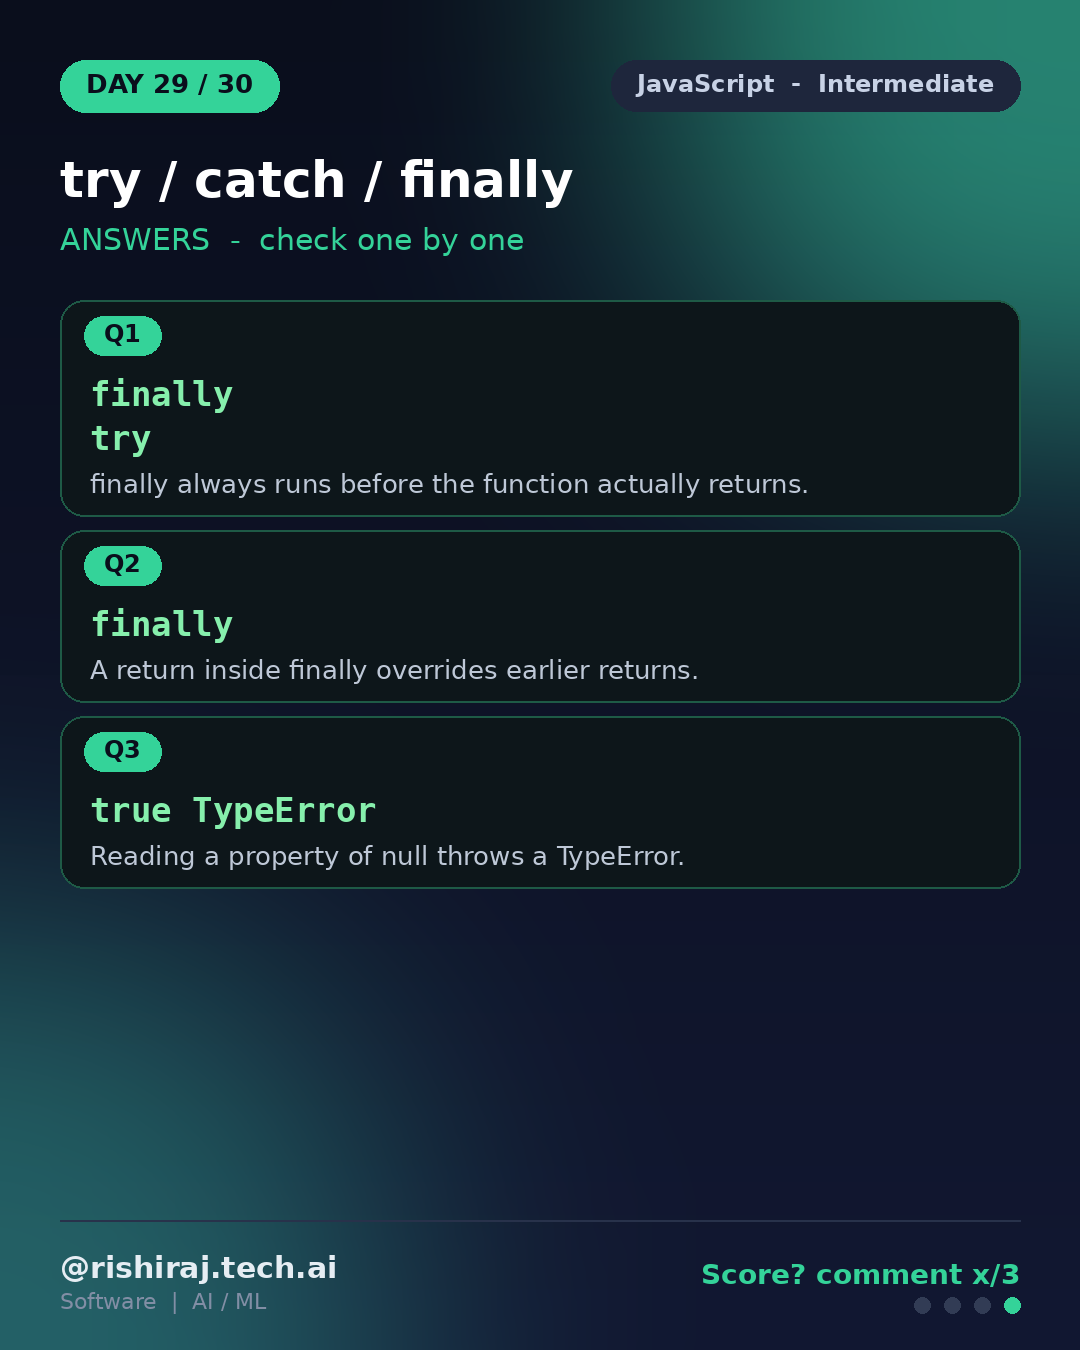 DAY 29 / 30
JavaScript - Intermediate
try / catch / finally
ANSWERS - check one by one
Q1
finally
try
finally always runs before the function actually returns.
Q2
finally
A return inside finally overrides earlier returns.
Q3
true TypeError
Reading a property of null throws a TypeError.
@rishiraj.tech.ai
Software | AI / ML
Score? comment x/3